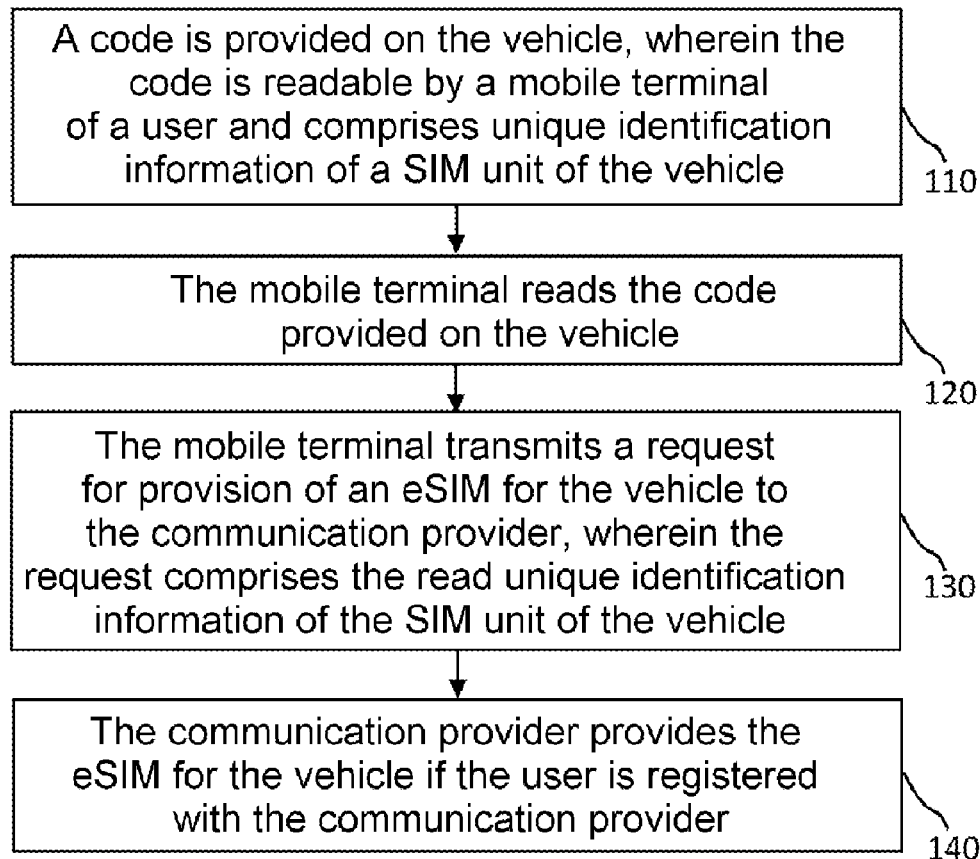 A code is provided on the vehicle, wherein the
code is readable by a mobile terminal
of a user and comprises unique identification
information of a SIM unit of the vehicle
110
The mobile terminal reads the code
provided on the vehicle
120
The mobile terminal transmits a request
for provision of an eSIM for the vehicle to
the communication provider, wherein the
request comprises the read unique identification
information of the SIM unit of the vehicle
130
The communication provider provides the
eSIM for the vehicle if the user is registered
with the communication provider
140